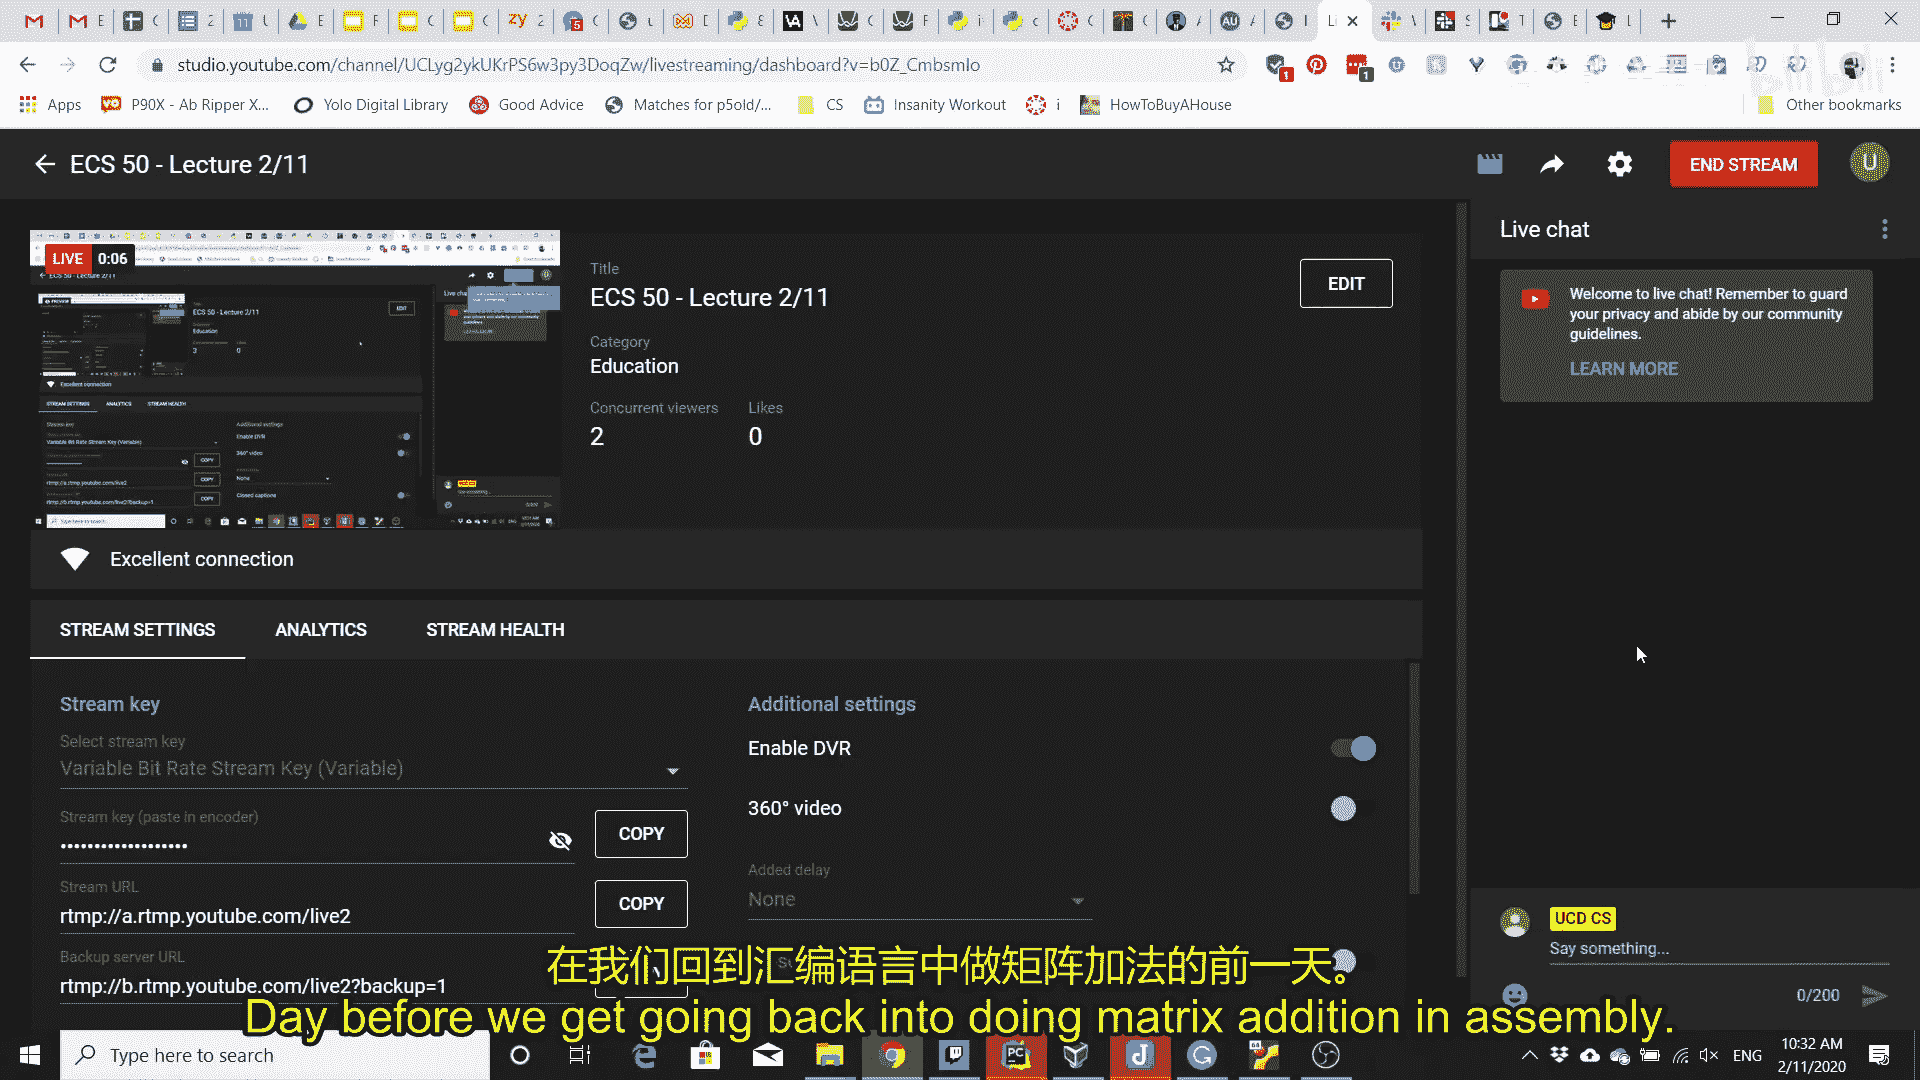 studio.youtube.com/channel/UCLyg2ykUKrPS6w3py3DoqZw/livestreaming/dashboard?v=b0Z_CmbsmIo
Apps
P90X - Ab Ripper X...
Yolo Digital Library
Good Advice
Matches for p5old/...
CS
Insanity Workout
i
HowToBuyAHouse
Other bookmarks
ECS 50 - Lecture 2/11
END STREAM
U
LIVE 0:06
Title
ECS 50 - Lecture 2/11
EDIT
Category
Education
Concurrent viewers
Likes
2
0
Excellent connection
STREAM SETTINGS
ANALYTICS
STREAM HEALTH
Stream key
Select stream key
Variable Bit Rate Stream Key (Variable)
Stream key (paste in encoder)
COPY
Stream URL
rtmp://a.rtmp.youtube.com/live2
COPY
Backup server URL
rtmp://b.rtmp.youtube.com/live2?backup=1
Additional settings
Enable DVR
360° video
Added delay
None
Live chat
Welcome to live chat! Remember to guard
your privacy and abide by our community
guidelines.
LEARN MORE
UCD CS
Say something...
0/200
在我们回到汇编语言中做矩阵加法的前一天。
Day before we get going back into doing matrix addition in assembly.
Type here to search
ENG
10:32 AM
2/11/2020
bilibili